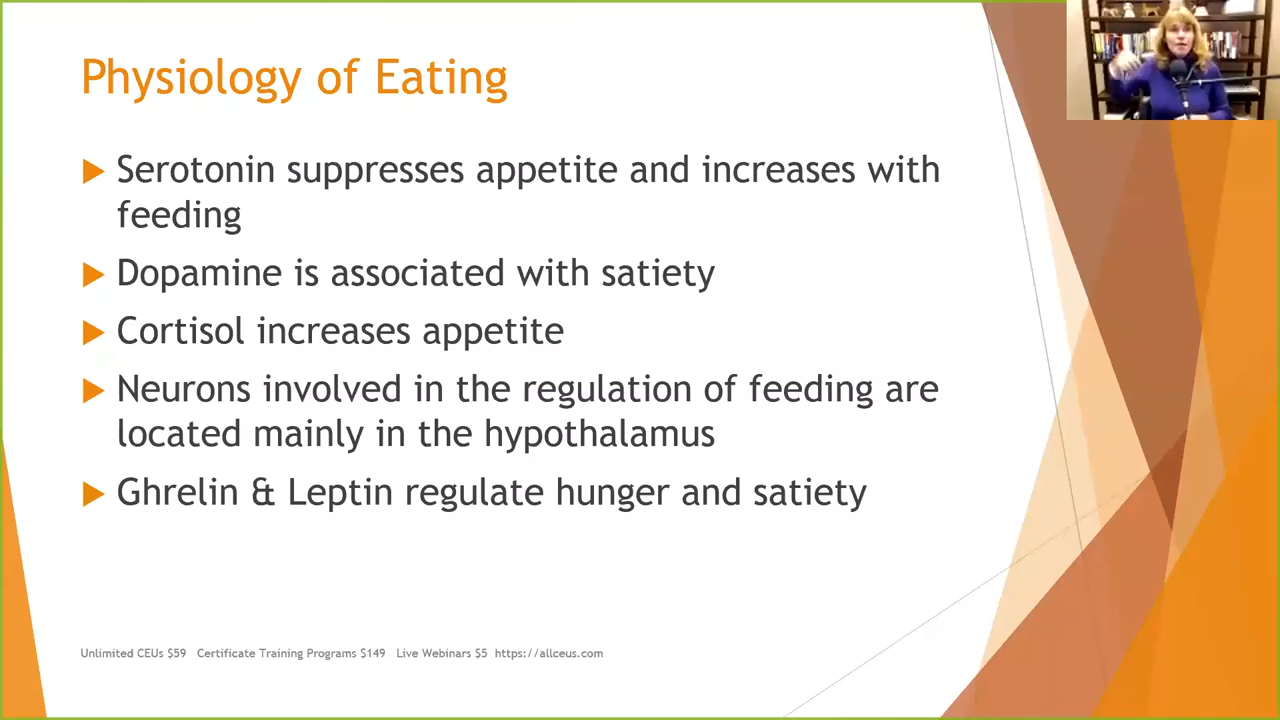 Physiology of Eating
Serotonin suppresses appetite and increases with
feeding
Dopamine is associated with satiety
Cortisol increases appetite
Neurons involved in the regulation of feeding are
located mainly in the hypothalamus
Ghrelin & Leptin regulate hunger and satiety
Unlimited CEUs $59 Certificate Training Programs $149 Live Webinars $5 https://allceus.com